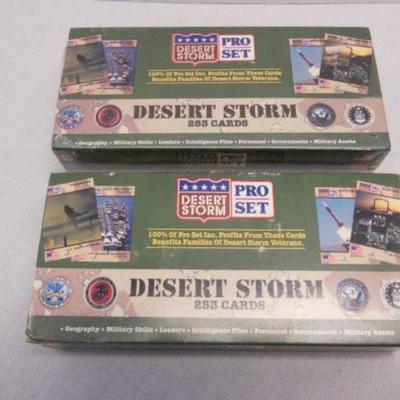 DESERT STORM PRO SET
100% Of Pro Set Inc. Profits From These Cards
Benefits Families Of Desert Storm Veterans.
DESERT STORM
253 CARDS
• Geography • Military Skills • Leaders • Intelligence Files • Personnel • Governments • Military Assets
DESERT STORM PRO SET
100% Of Pro Set Inc. Profits From These Cards
Benefits Families Of Desert Storm Veterans.
DESERT STORM
253 CARDS
• Geography • Military Skills • Leaders • Intelligence Files • Personnel • Governments • Military Assets